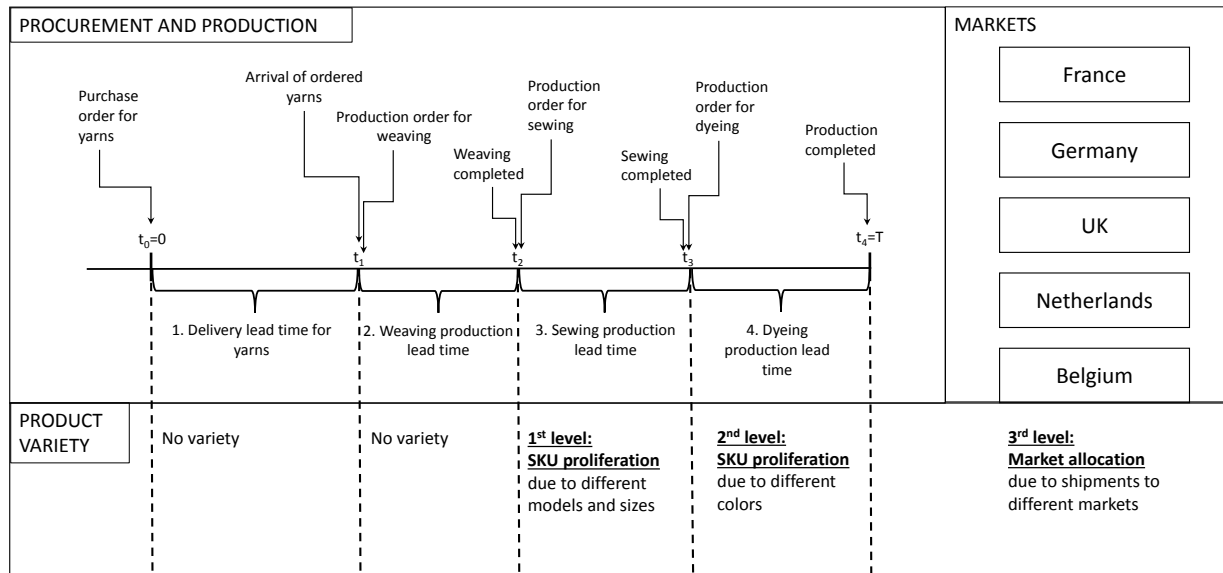 PROCUREMENT AND PRODUCTION
MARKETS
Purchase
order for
yarns
Arrival of ordered
yarns
Production order for
weaving
Weaving
completed
Production
order for
sewing
Sewing
completed
Production
order for
dyeing
Production
completed
t0=0
t1
t2
t3
t4=T
1. Delivery lead time for
yarns
2. Weaving production
lead time
3. Sewing production
lead time
4. Dyeing
production lead
time
France
Germany
UK
Netherlands
Belgium
PRODUCT
VARIETY
No variety
No variety
1st level:
SKU proliferation
due to different
models and sizes
2nd level:
SKU proliferation
due to different
colors
3rd level:
Market allocation
due to shipments to
different markets